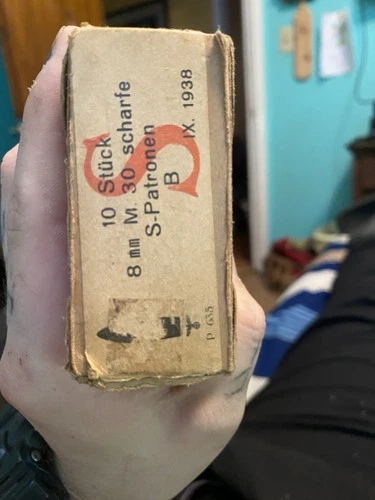 S
10 Stück
8 mm M. 30 scharfe
S-Patronen
B IX. 1938
P 635